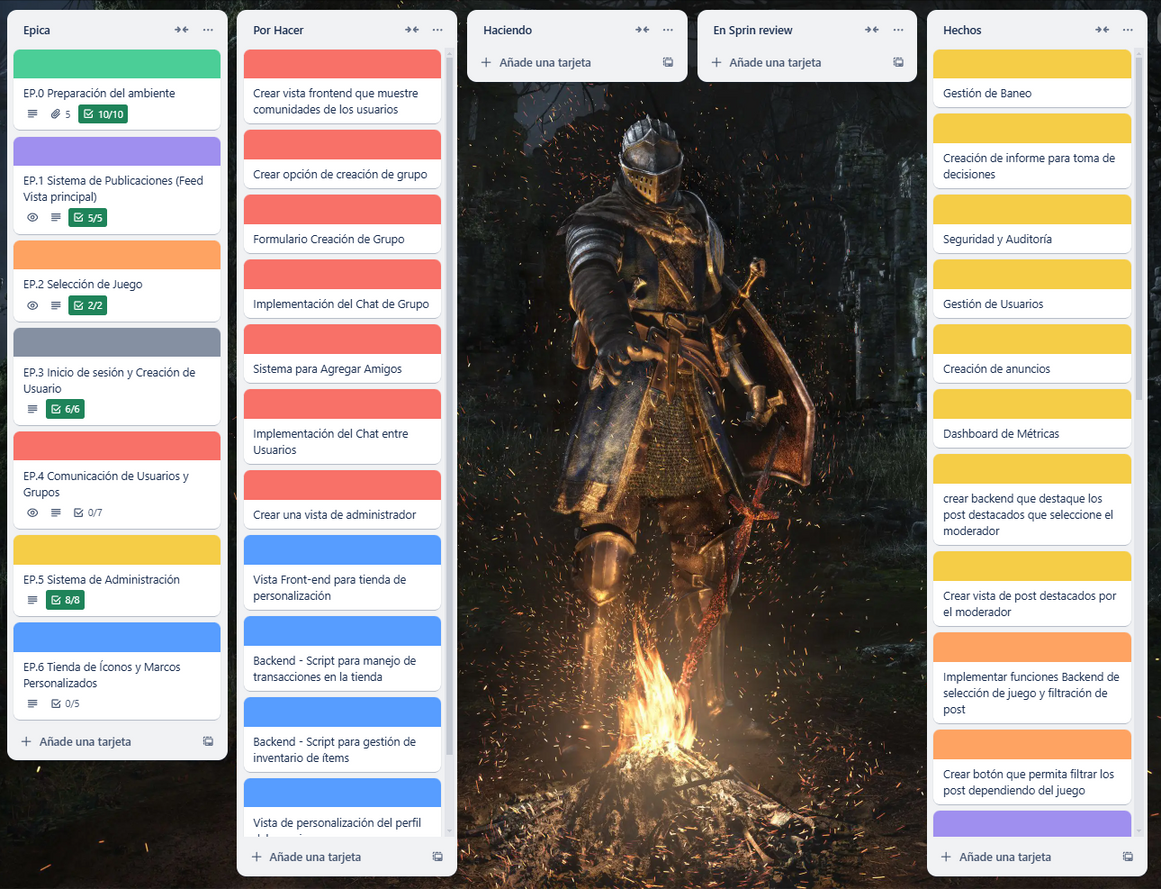 Epica
EP.0 Preparación del ambiente
5
10/10
EP.1 Sistema de Publicaciones (Feed
Vista principal)
5/5
EP.2 Selección de Juego
2/2
EP.3 Inicio de sesión y Creación de
Usuario
6/6
EP.4 Comunicación de Usuarios y
Grupos
0/7
EP.5 Sistema de Administración
8/8
EP.6 Tienda de Íconos y Marcos
Personalizados
0/5
Añade una tarjeta
Por Hacer
Crear vista frontend que muestre
comunidades de los usuarios
Crear opción de creación de grupo
Formulario Creación de Grupo
Implementación del Chat de Grupo
Sistema para Agregar Amigos
Implementación del Chat entre
Usuarios
Crear una vista de administrador
Vista Front-end para tienda de
personalización
Backend - Script para manejo de
transacciones en la tienda
Backend - Script para gestión de
inventario de ítems
Vista de personalización del perfil
Añade una tarjeta
Haciendo
Añade una tarjeta
En Sprin review
Añade una tarjeta
Hechos
Gestión de Baneo
Creación de informe para toma de
decisiones
Seguridad y Auditoría
Gestión de Usuarios
Creación de anuncios
Dashboard de Métricas
crear backend que destaque los
post destacados que seleccione el
moderador
Crear vista de post destacados por
el moderador
Implementar funciones Backend de
selección de juego y filtración de
post
Crear botón que permita filtrar los
post dependiendo del juego
Añade una tarjeta